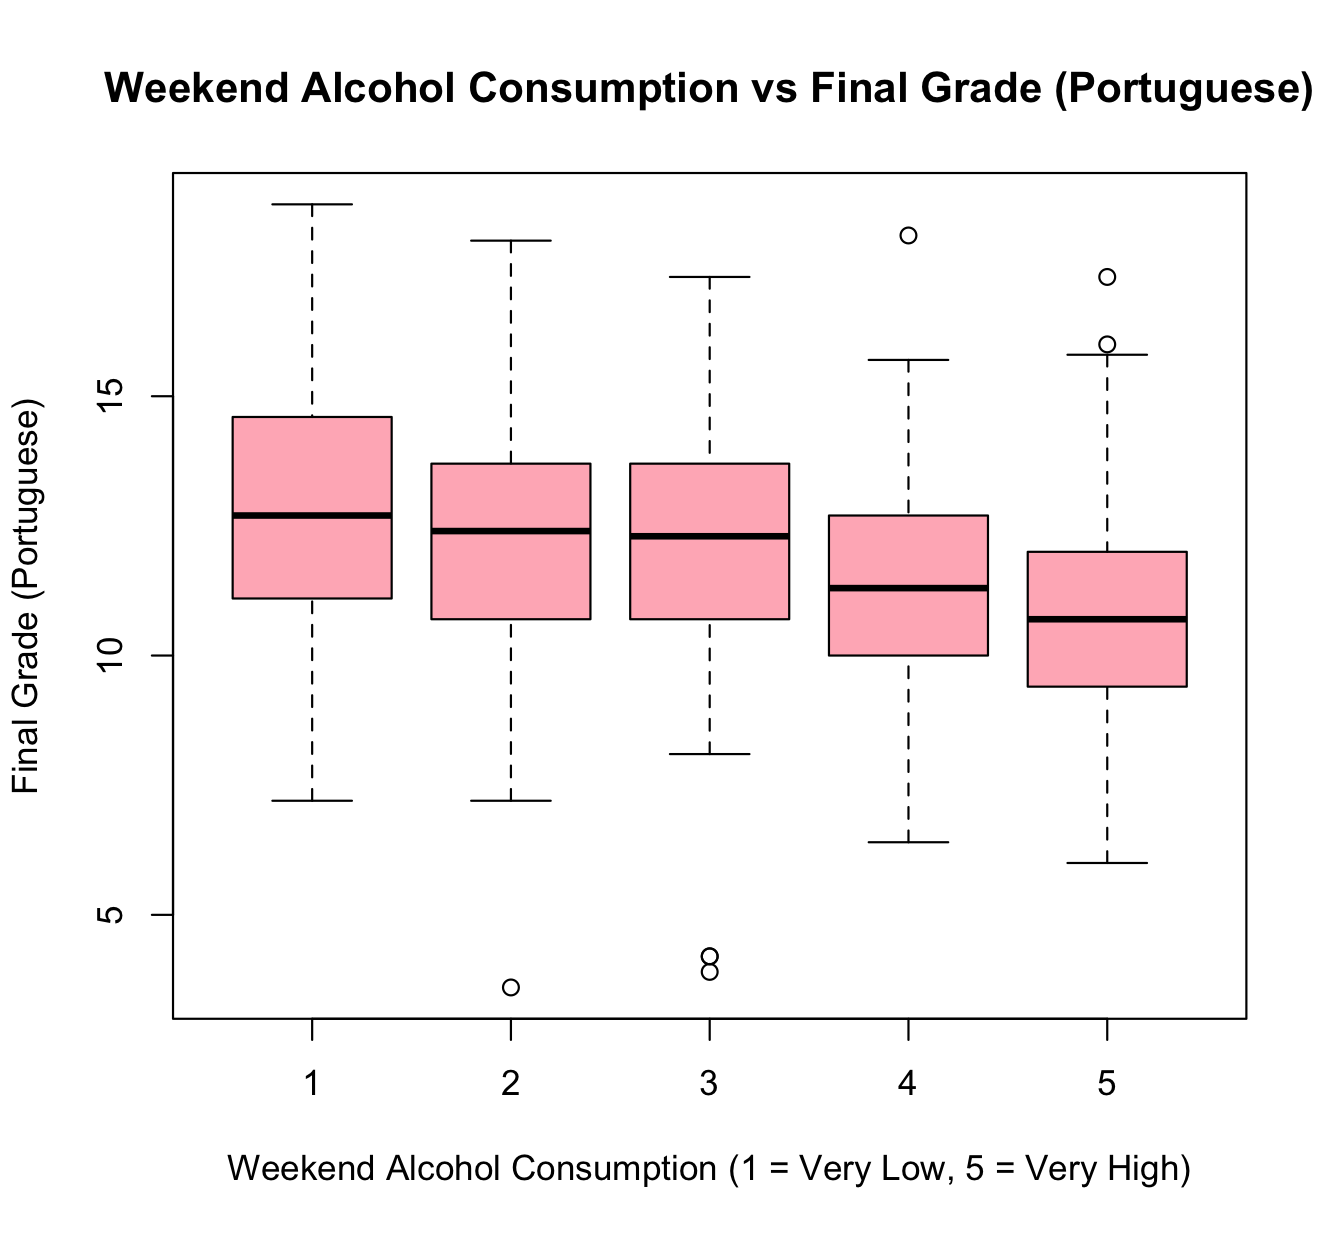 Weekend Alcohol Consumption vs Final Grade (Portuguese)
Final Grade (Portuguese)
15
10
5
1 2 3 4 5
Weekend Alcohol Consumption (1 = Very Low, 5 = Very High)